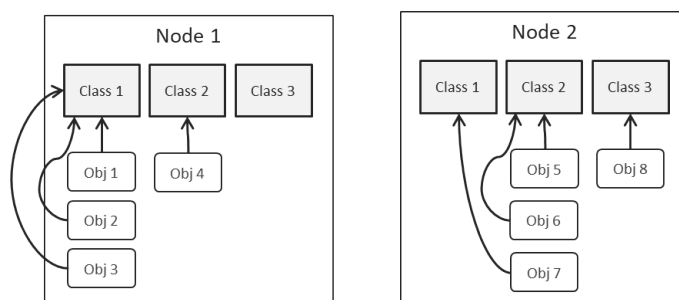 Node 1
Class 1
Class 2
Class 3
Obj 1
Obj 4
Obj 2
Obj 3
Node 2
Class 1
Class 2
Class 3
Obj 5
Obj 8
Obj 6
Obj 7